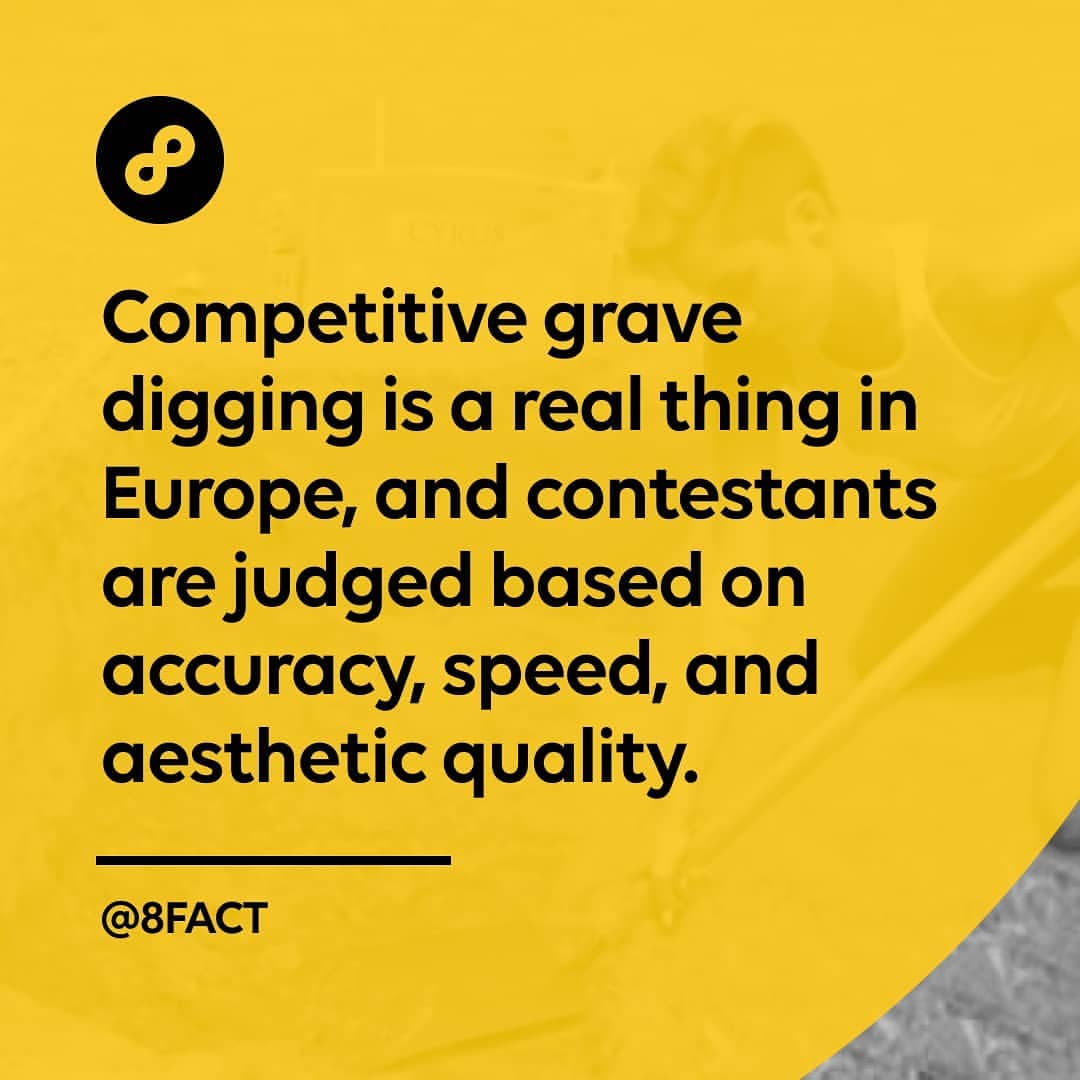 Competitive grave
digging is a real thing in
Europe, and contestants
are judged based on
accuracy, speed, and
aesthetic quality.
@8FACT